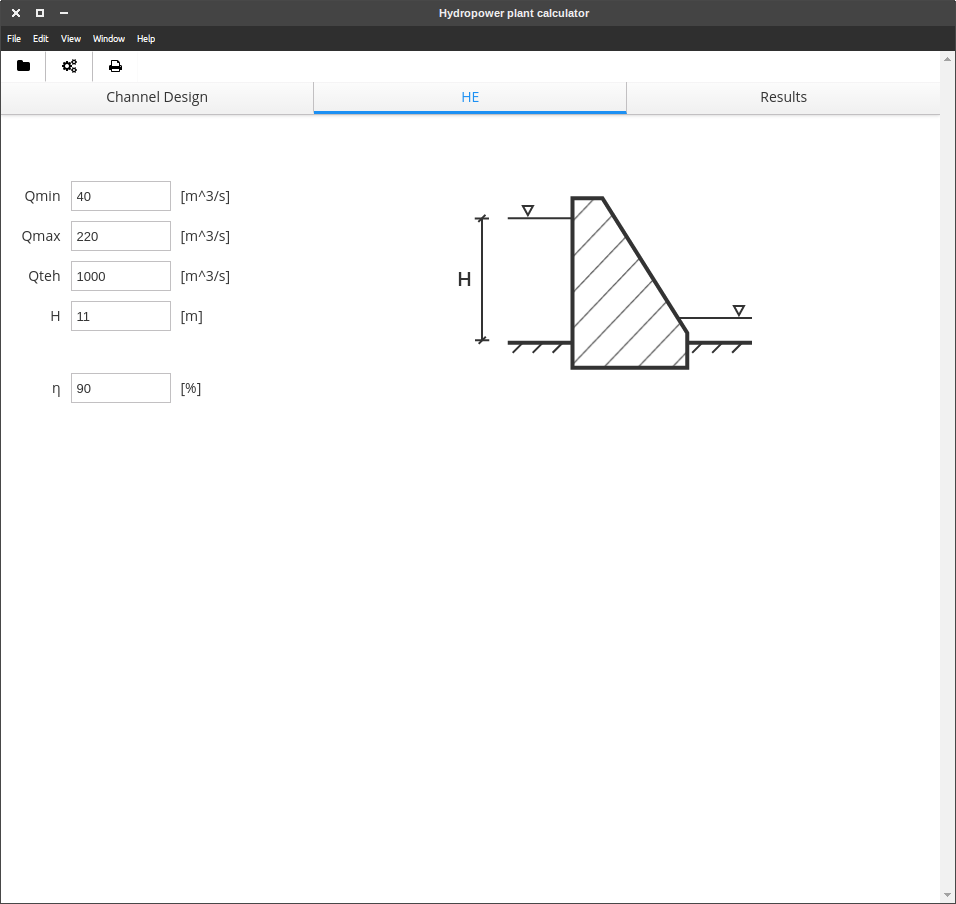 Hydropower plant calculator
File Edit View Window Help
Channel Design HE Results
Qmin 40 [m^3/s]
Qmax 220 [m^3/s]
Qteh 1000 [m^3/s]
H 11 [m]
η 90 [%]
H